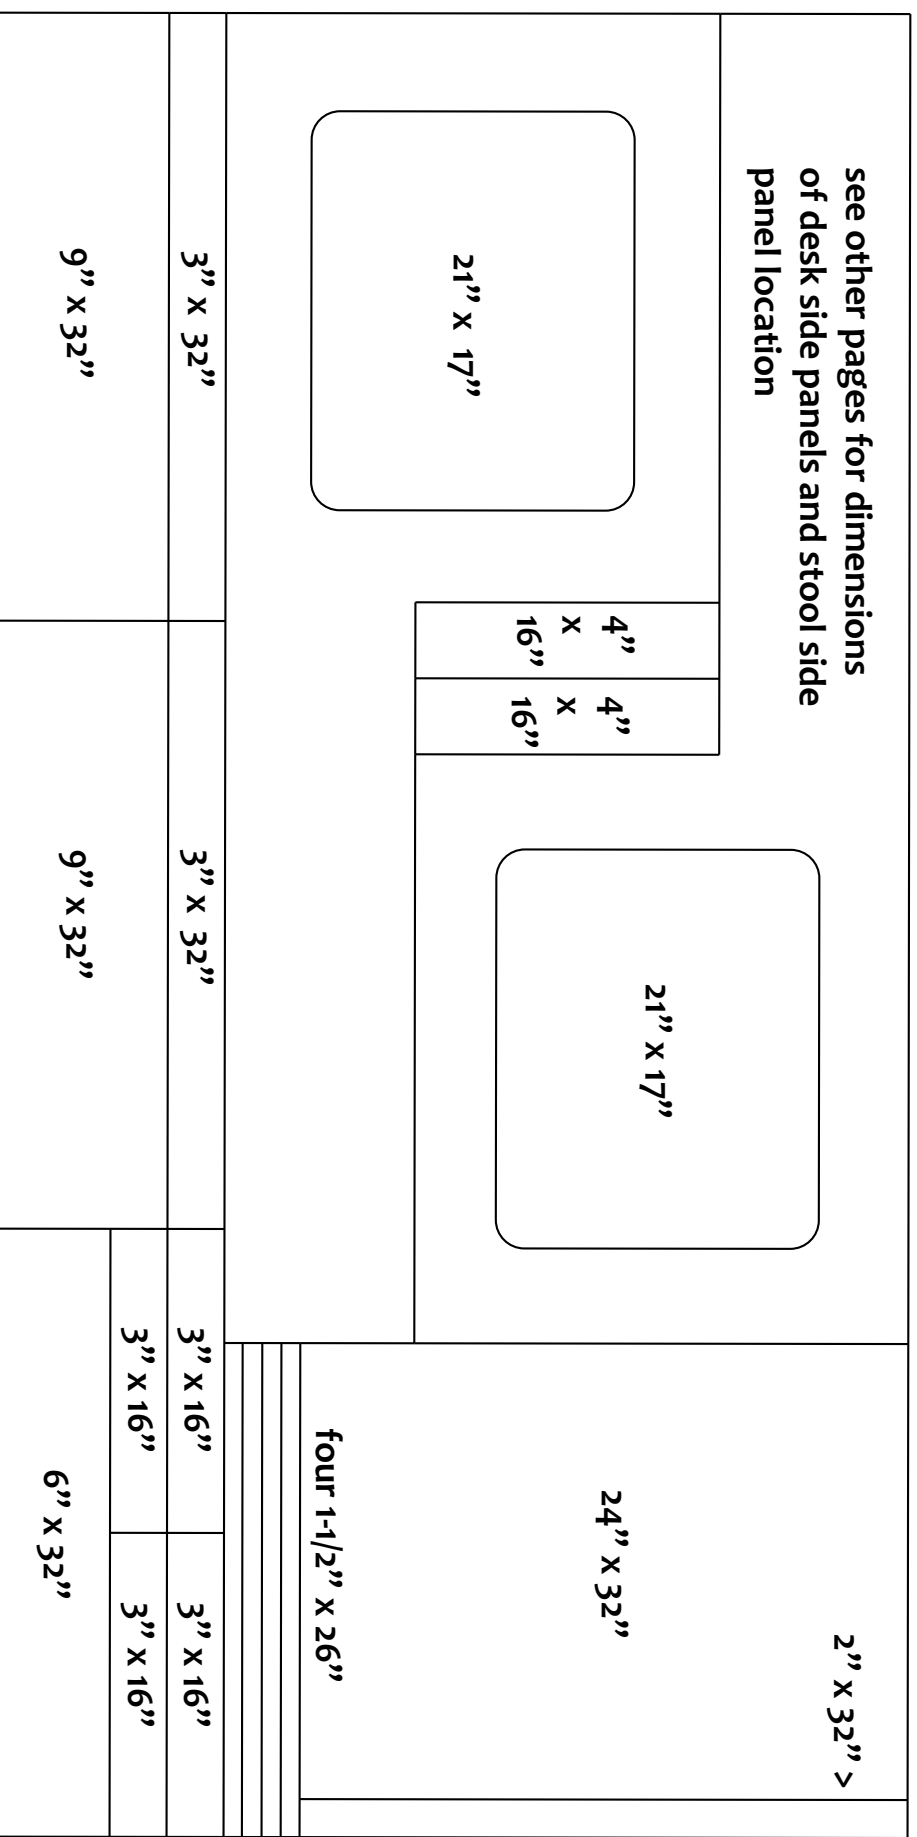 see other pages for dimensions
of desk side panels and stool side
panel location
2” x 32” >
21” x 17”
4”
x
16”
4”
x
16”
21” x 17”
24” x 32”
four 1-1/2” x 26”
3” x 32”
3” x 32”
3” x 16”
3” x 16”
3” x 16”
3” x 16”
9” x 32”
9” x 32”
6” x 32”